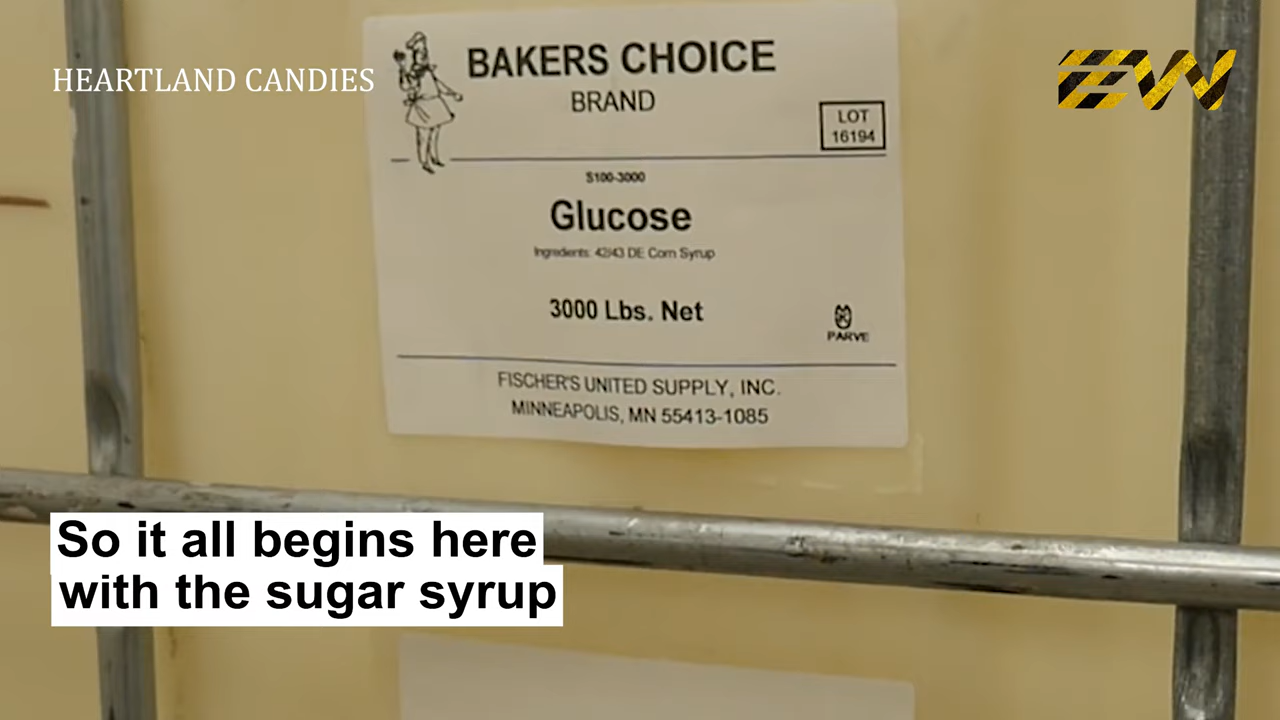 HEARTLAND CANDIES
EW
BAKERS CHOICE
BRAND
LOT
16194
S100-3000
Glucose
Ingredients: 42/43 DE Corn Syrup
3000 Lbs. Net
PARVE
FISCHER'S UNITED SUPPLY, INC.
MINNEAPOLIS, MN 55413-1085
So it all begins here
with the sugar syrup